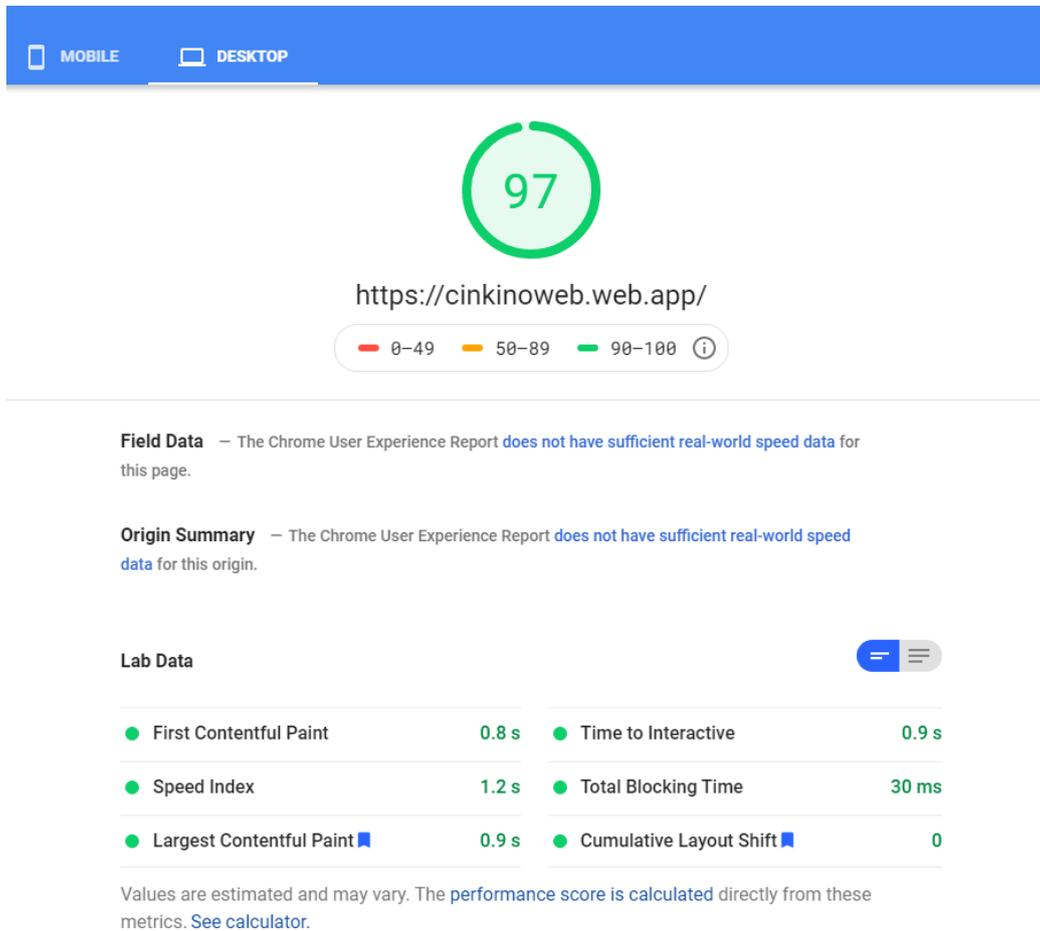 MOBILE DESKTOP
97
https://cinkinoweb.web.app/
0–49 50–89 90–100
Field Data — The Chrome User Experience Report does not have sufficient real-world speed data for
this page.
Origin Summary — The Chrome User Experience Report does not have sufficient real-world speed
data for this origin.
Lab Data
First Contentful Paint 0.8 s Time to Interactive 0.9 s
Speed Index 1.2 s Total Blocking Time 30 ms
Largest Contentful Paint 0.9 s Cumulative Layout Shift 0
Values are estimated and may vary. The performance score is calculated directly from these
metrics. See calculator.